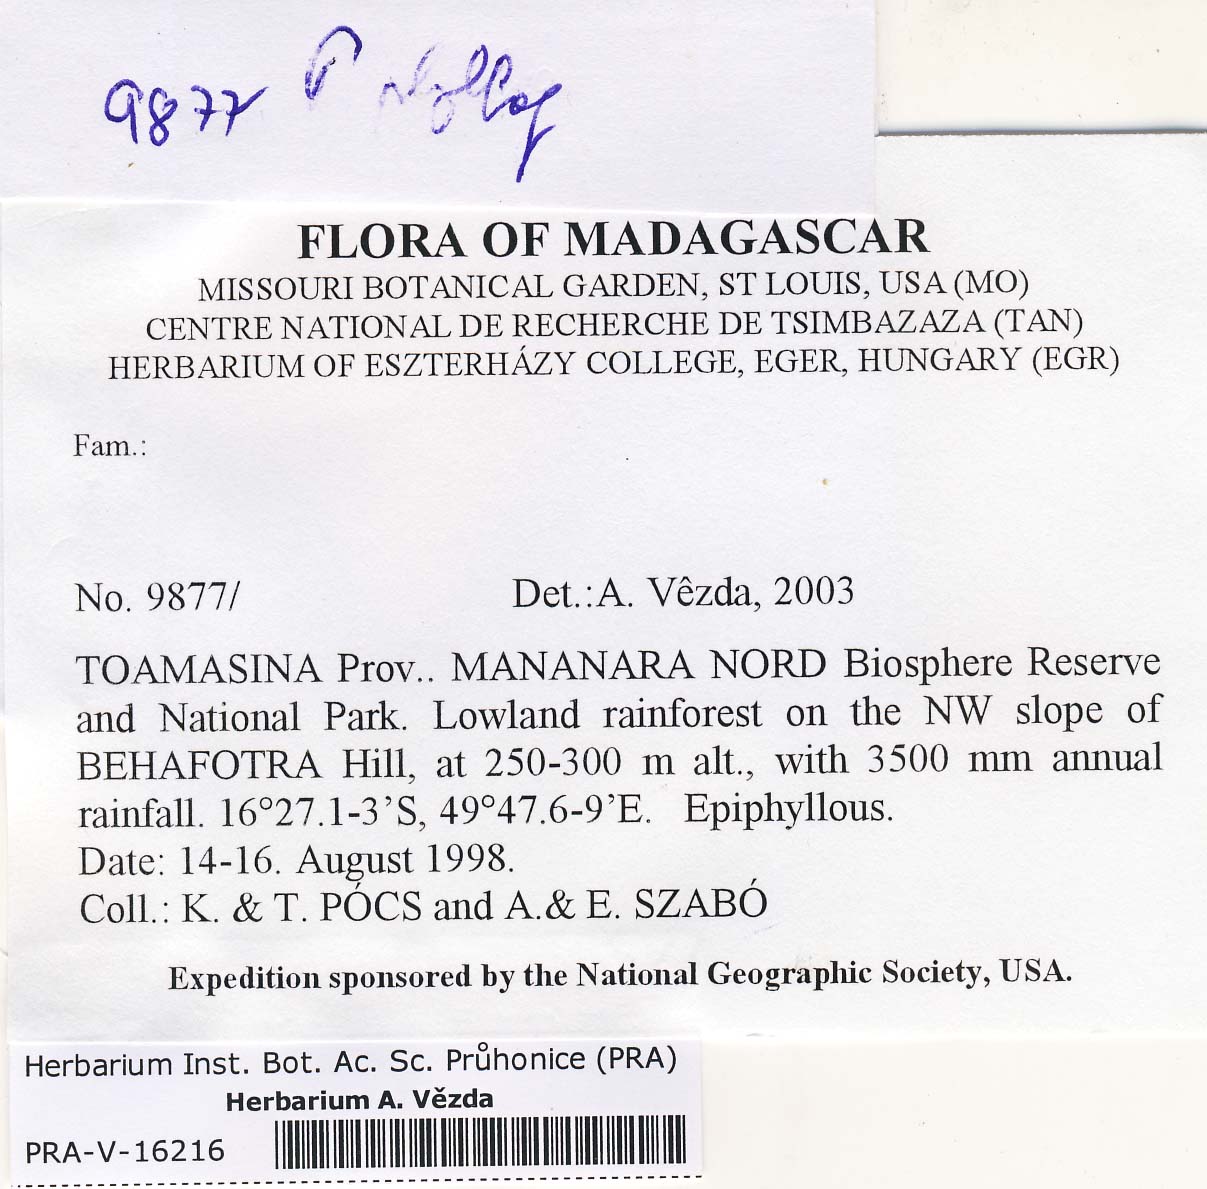 9877
FLORA OF MADAGASCAR
MISSOURI BOTANICAL GARDEN, ST LOUIS, USA (MO)
CENTRE NATIONAL DE RECHERCHE DE TSIMBAZAZA (TAN)
HERBARIUM OF ESZTERHÁZY COLLEGE, EGER, HUNGARY (EGR)
Fam.:
No. 9877/ Det.:A. Vêzda, 2003
TOAMASINA Prov.. MANANARA NORD Biosphere Reserve
and National Park. Lowland rainforest on the NW slope of
BEHAFOTRA Hill, at 250-300 m alt., with 3500 mm annual
rainfall. 16°27.1-3’S, 49°47.6-9’E. Epiphyllous.
Date: 14-16. August 1998.
Coll.: K. & T. PÓCS and A.& E. SZABÓ
Expedition sponsored by the National Geographic Society, USA.
Herbarium Inst. Bot. Ac. Sc. Průhonice (PRA)
Herbarium A. Vězda
PRA-V-16216